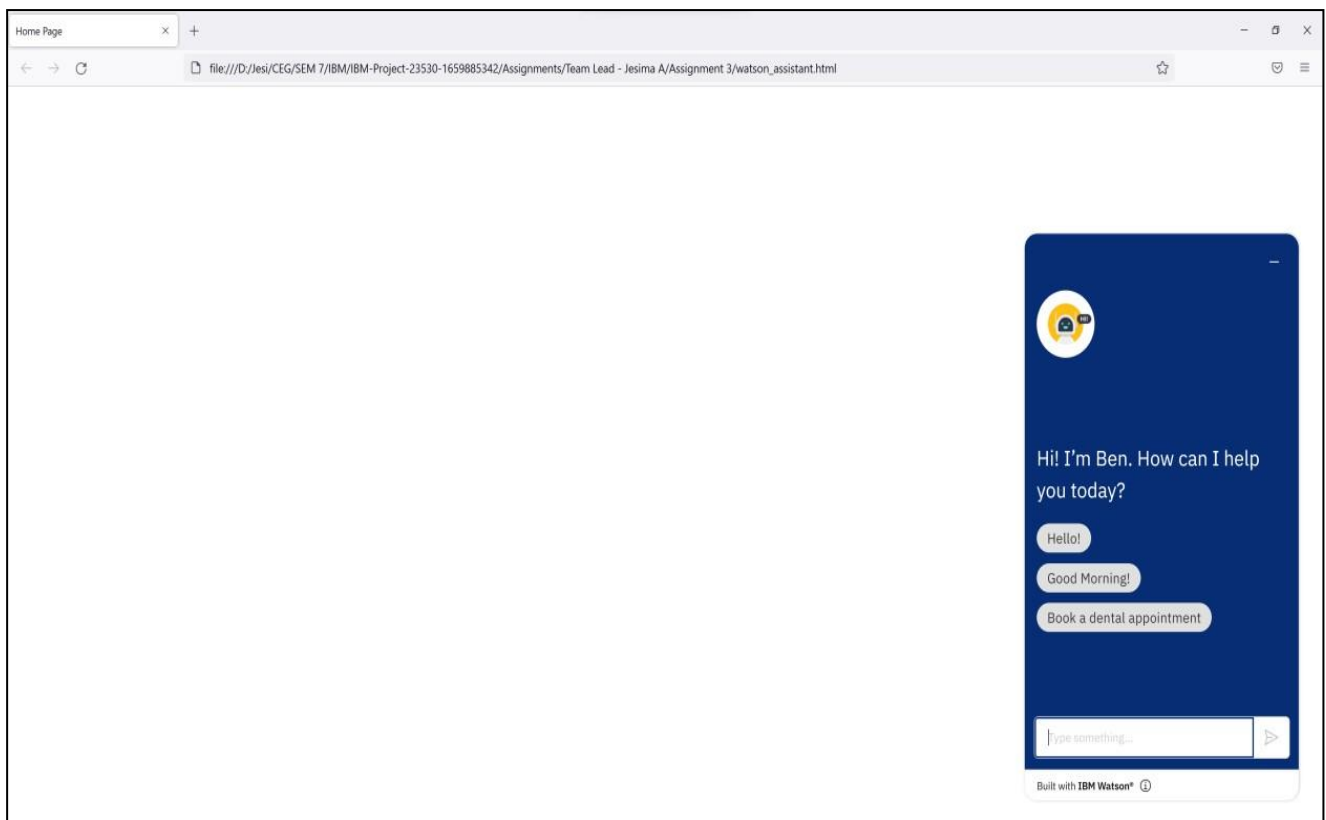 Home Page
file:///D:/Jesi/CEG/SEM 7/IBM/IBM-Project-23530-1659885342/Assignments/Team Lead - Jesima A/Assignment 3/watson_assistant.html
Hi!
Hi! I'm Ben. How can I help
you today?
Hello!
Good Morning!
Book a dental appointment
Type something...
Built with IBM Watson®